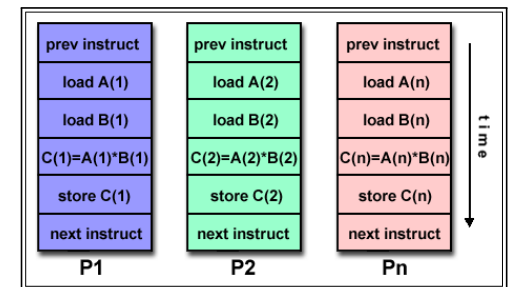 prev instruct prev instruct prev instruct
load A(1) load A(2) load A(n)
load B(1) load B(2) load B(n)
C(1)=A(1)*B(1) C(2)=A(2)*B(2) C(n)=A(n)*B(n)
store C(1) store C(2) store C(n)
next instruct next instruct next instruct
P1 P2 Pn
time